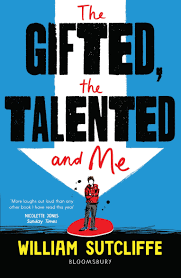 The
GIFTED,
the
TALENTED
and Me
"More laughs out loud than any
other book I have read this year"
NICOLETTE JONES
Sunday Times
WILLIAM SUTCLIFFE
BLOOMSBURY